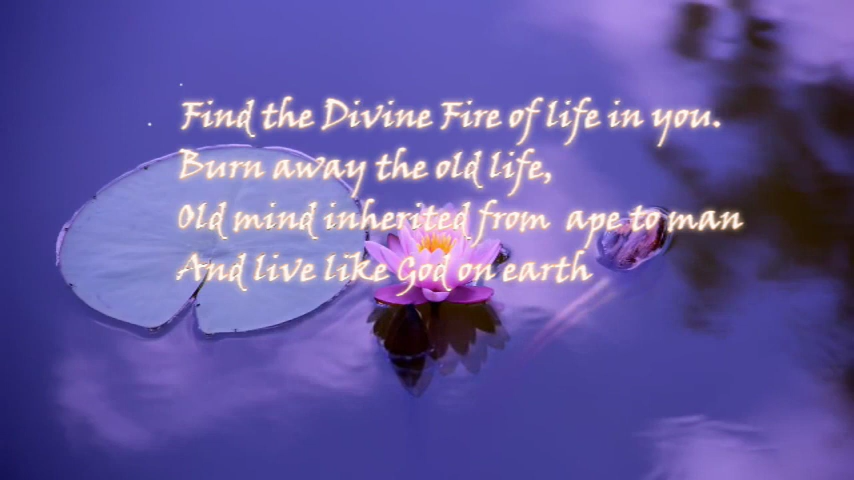 Find the Divine Fire of life in you.
Burn away the old life,
Old mind inherited from ape to man
And live like God on earth